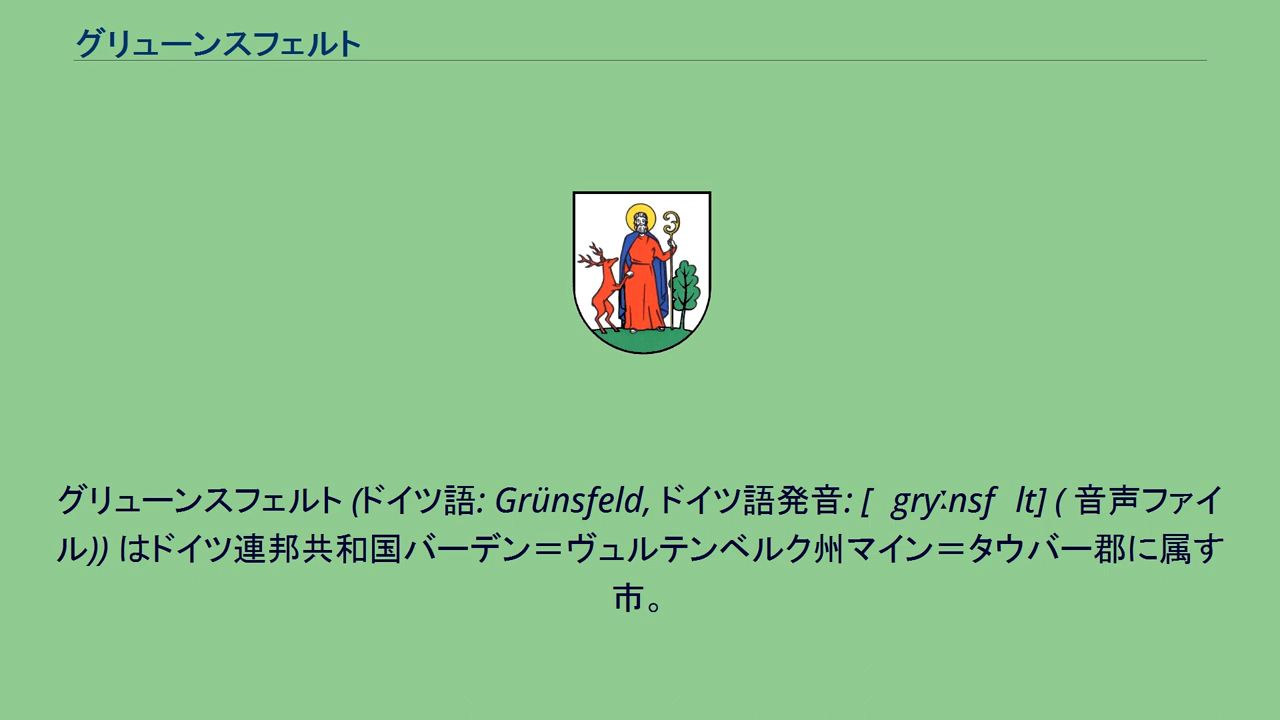 グリューンスフェルト
グリューンスフェルト (ドイツ語: Grünsfeld, ドイツ語発音: [ gryːnsf lt] ( 音声ファイ
ル)) はドイツ連邦共和国バーデン＝ヴュルテンベルク州マイン＝タウバー郡に属す
市。